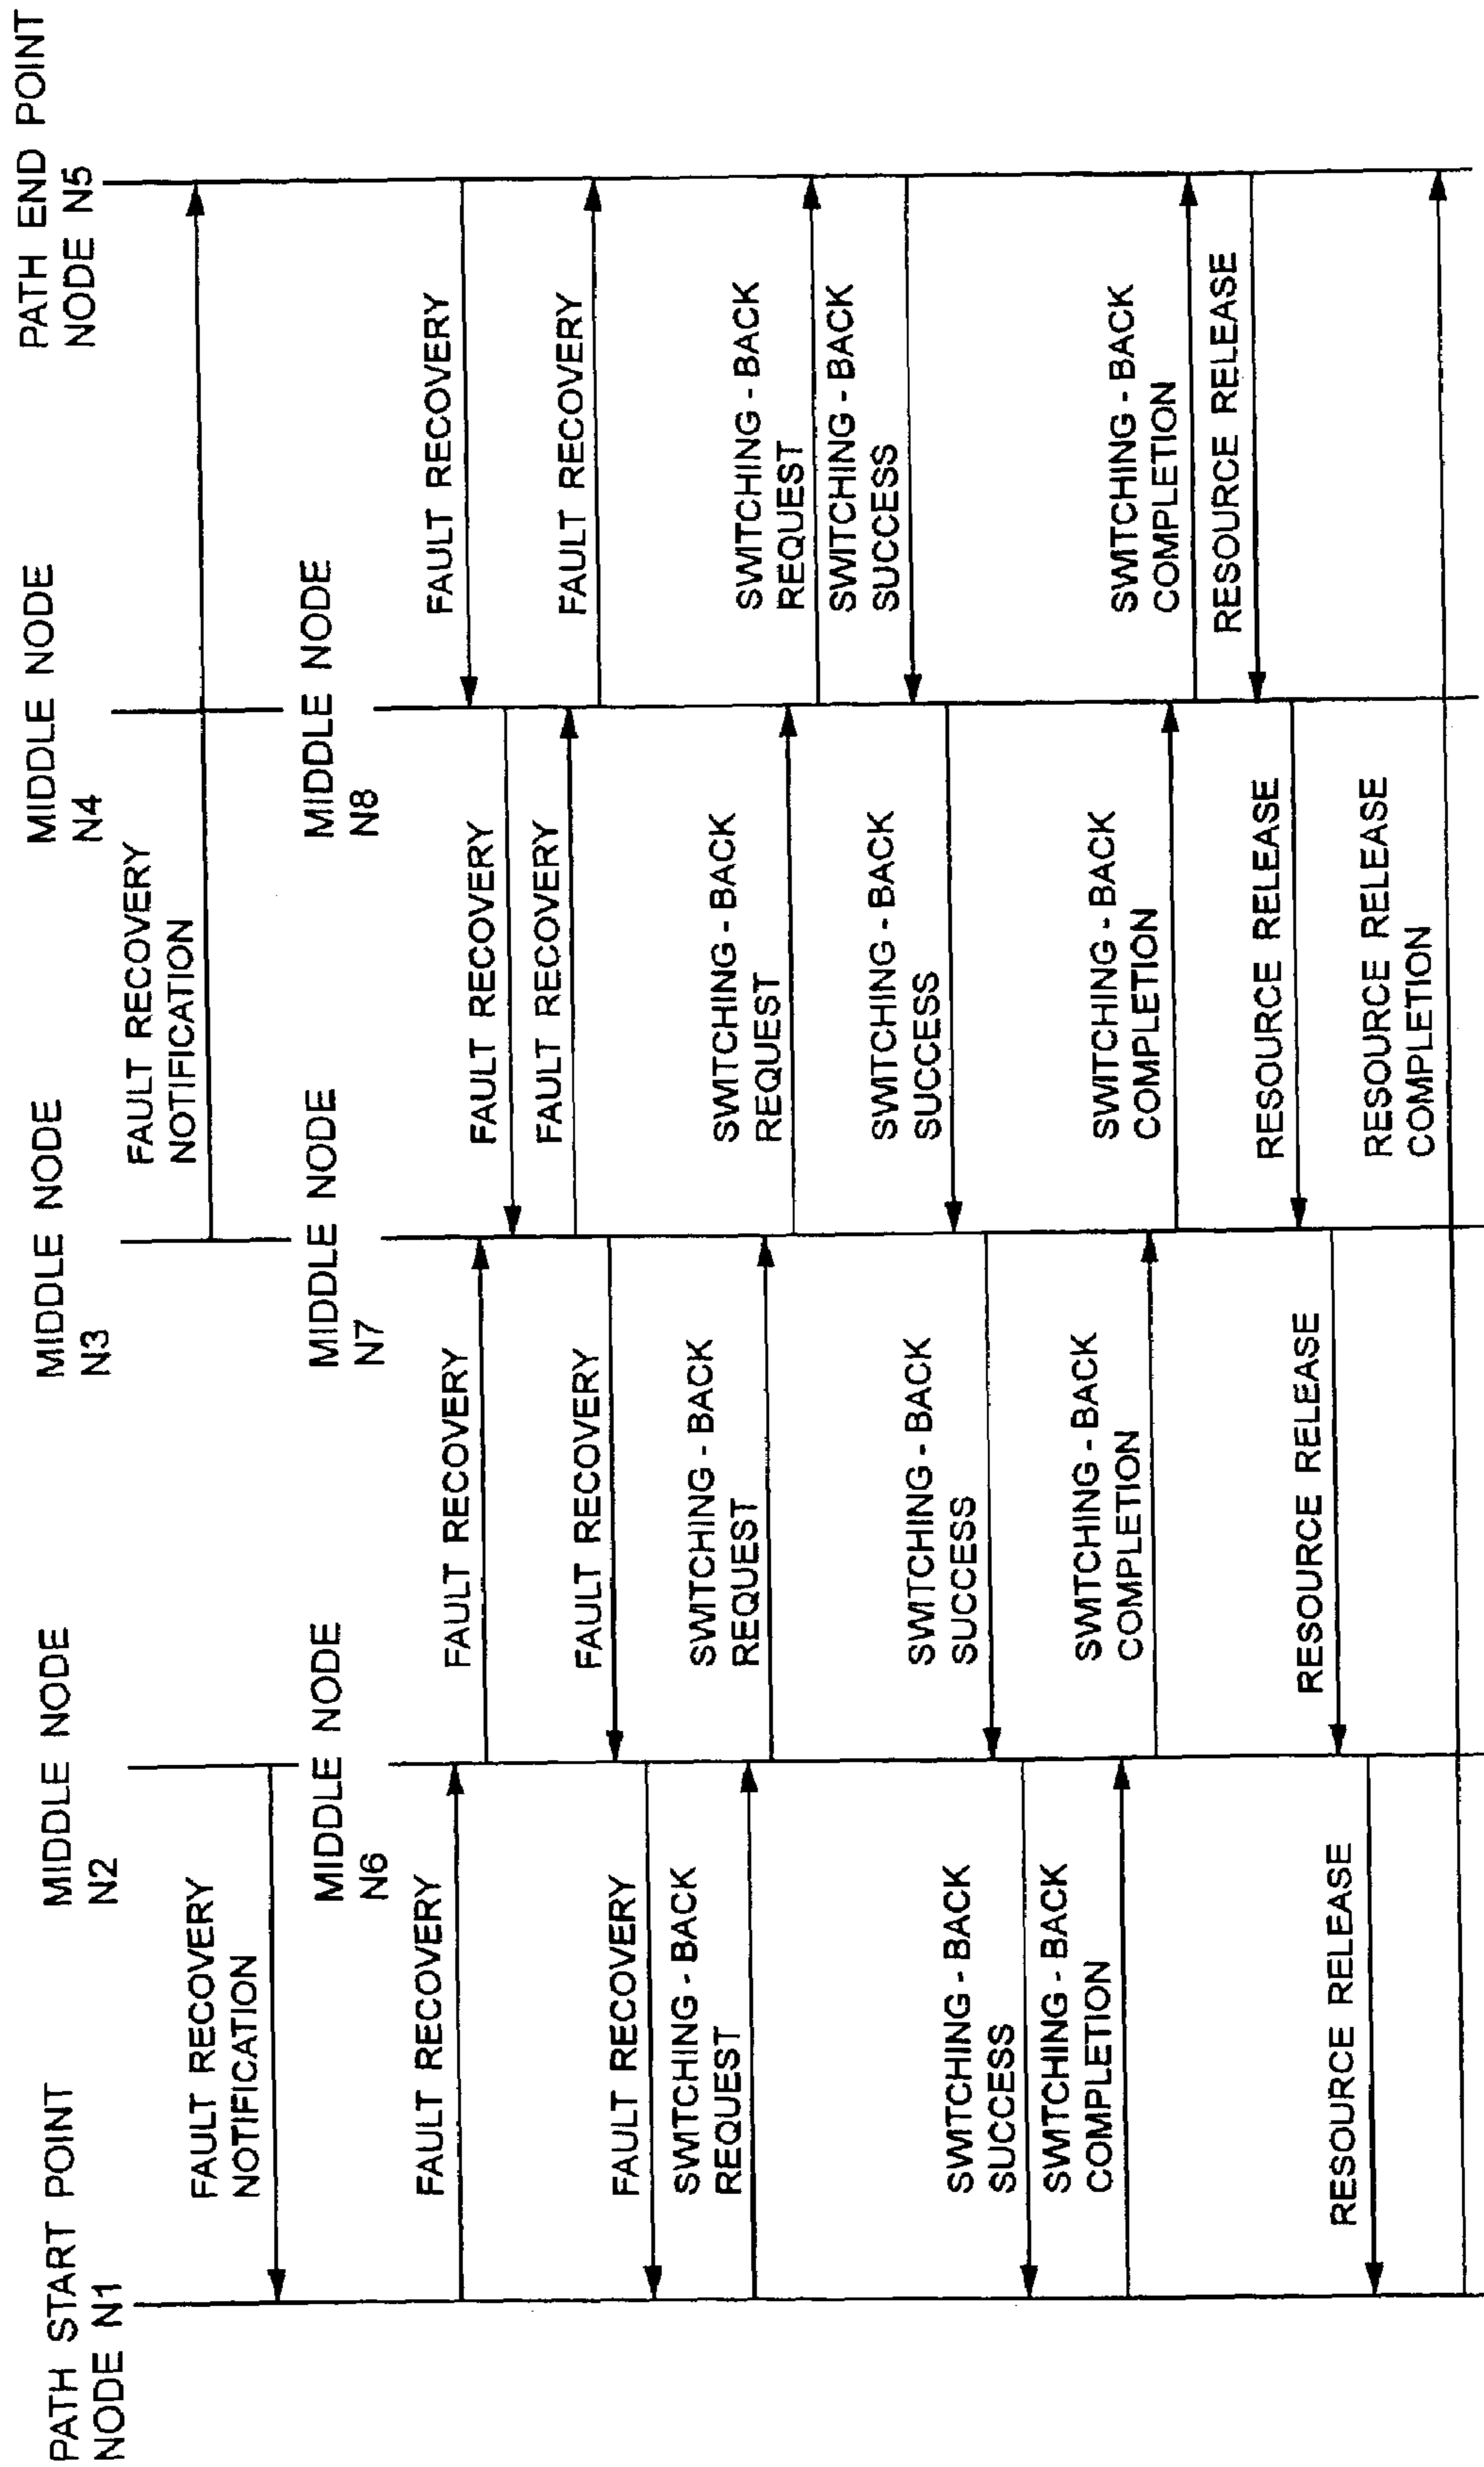 PATH START POINT
NODE N1
MIDDLE NODE
N2
MIDDLE NODE
N3
MIDDLE NODE
N4
PATH END POINT
NODE N5
FAULT RECOVERY
NOTIFICATION
FAULT RECOVERY
NOTIFICATION
MIDDLE NODE
N6
MIDDLE NODE
N7
MIDDLE NODE
N8
FAULT RECOVERY
FAULT RECOVERY
FAULT RECOVERY
FAULT RECOVERY
FAULT RECOVERY
FAULT RECOVERY
FAULT RECOVERY
FAULT RECOVERY
SWITCHING - BACK
REQUEST
SWITCHING - BACK
REQUEST
SWITCHING - BACK
REQUEST
SWITCHING - BACK
REQUEST
SWITCHING - BACK
SUCCESS
SWITCHING - BACK
SUCCESS
SWITCHING - BACK
SUCCESS
SWITCHING - BACK
SUCCESS
SWITCHING - BACK
COMPLETION
SWITCHING - BACK
COMPLETION
SWITCHING - BACK
COMPLETION
SWITCHING - BACK
COMPLETION
RESOURCE RELEASE
RESOURCE RELEASE
RESOURCE RELEASE
RESOURCE RELEASE
RESOURCE RELEASE
COMPLETION